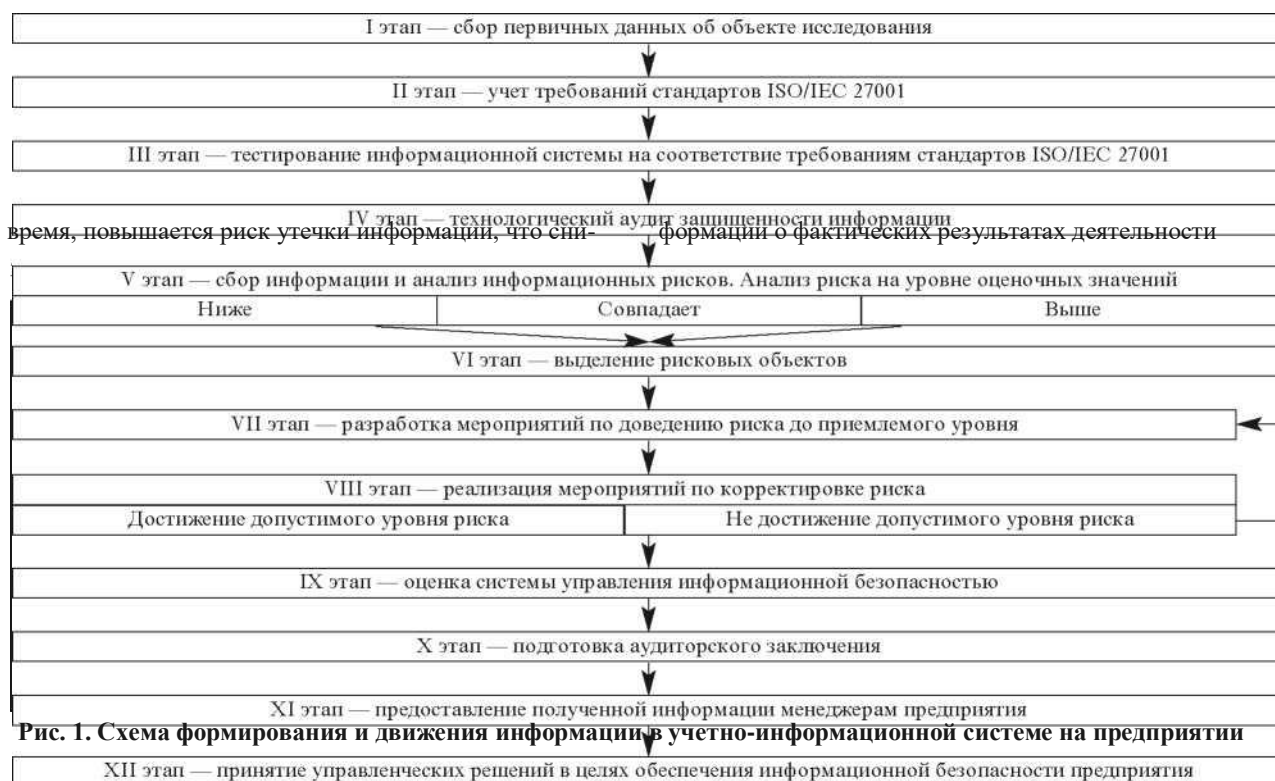 I этап — сбор первичных данных об объекте исследования
II этап — учет требований стандартов ISO/IEC 27001
III этап — тестирование информационной системы на соответствие требованиям стандартов ISO/IEC 27001
IV этап — технологический аудит защищенности информации
время, повышается риск утечки информации, что сни- формации о фактических результатах деятельности
V этап — сбор информации и анализ информационных рисков. Анализ риска на уровне оценочных значений
Ниже Совпадает Выше
VI этап — выделение рисковых объектов
VII этап — разработка мероприятий по доведению риска до приемлемого уровня
VIII этап — реализация мероприятий по корректировке риска
Достижение допустимого уровня риска Не достижение допустимого уровня риска
IX этап — оценка системы управления информационной безопасностью
X этап — подготовка аудиторского заключения
XI этап — предоставление полученной информации менеджерам предприятия
Рис. 1. Схема формирования и движения информации в учетно-информационной системе на предприятии
XII этап — принятие управленческих решений в целях обеспечения информационной безопасности предприятия